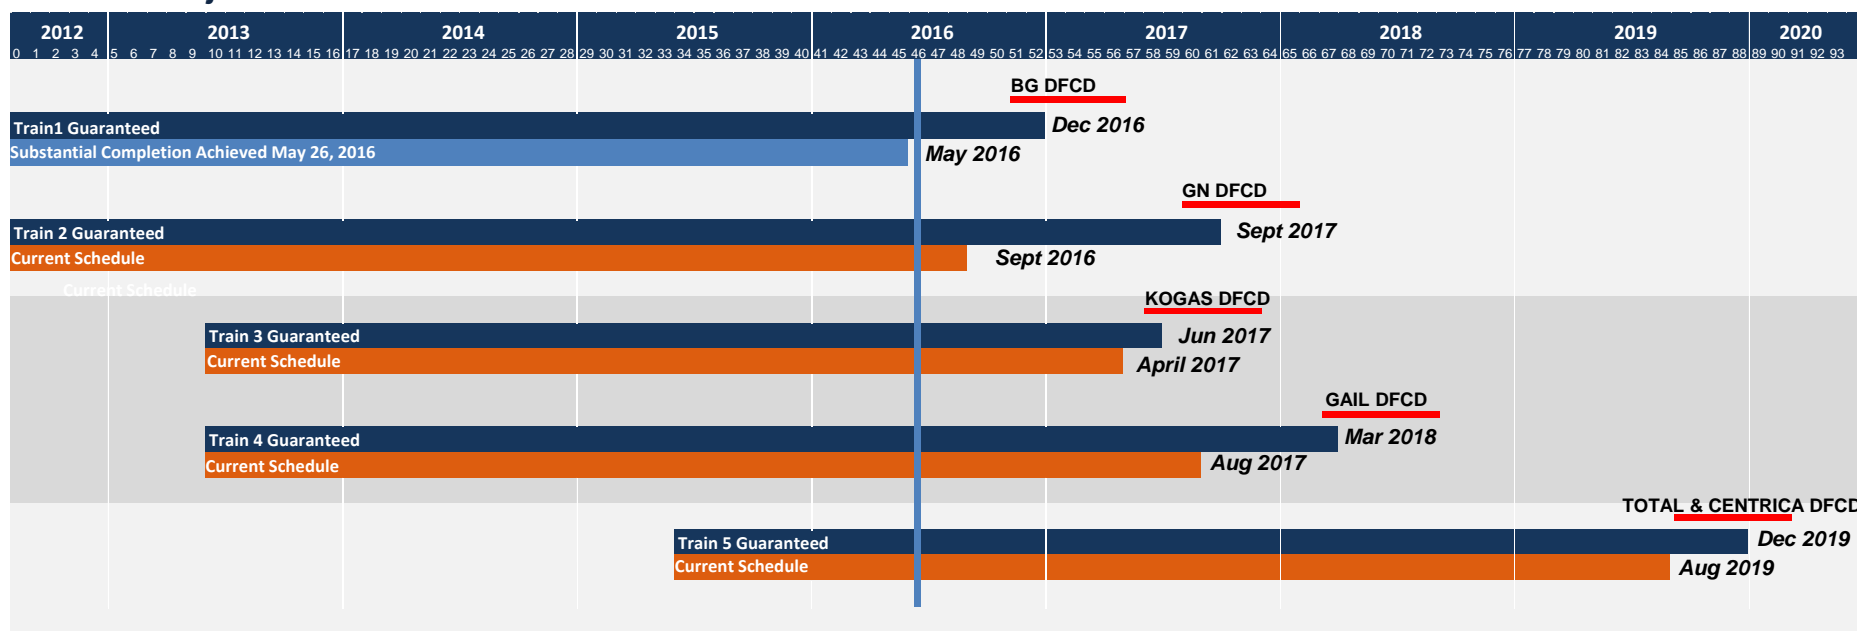 2012 2013 2014 2015 2016 2017 2018 2019 2020
0 1 2 3 4 5 6 7 8 9 10 11 12 13 14 15 16 17 18 19 20 21 22 23 24 25 26 27 28 29 30 31 32 33 34 35 36 37 38 39 40 41 42 43 44 45 46 47 48 49 50 51 52 53 54 55 56 57 58 59 60 61 62 63 64 65 66 67 68 69 70 71 72 73 74 75 76 77 78 79 80 81 82 83 84 85 86 87 88 89 90 91 92 93
BG DFCD
Train1 Guaranteed
Dec 2016
Substantial Completion Achieved May 26, 2016
May 2016
GN DFCD
Train 2 Guaranteed
Sept 2017
Current Schedule
Sept 2016
Current Schedule
KOGAS DFCD
Train 3 Guaranteed
Jun 2017
Current Schedule
April 2017
GAIL DFCD
Train 4 Guaranteed
Mar 2018
Current Schedule
Aug 2017
TOTAL & CENTRICA DFCD
Train 5 Guaranteed
Dec 2019
Current Schedule
Aug 2019